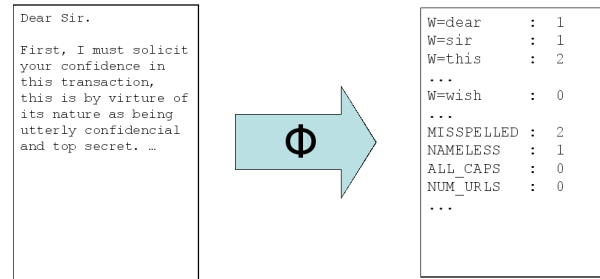 Dear Sir.
First, I must solicit
your confidence in
this transaction,
this is by virture of
its nature as being
utterly confidencial
and top secret. …
Φ
W=dear : 1
W=sir : 1
W=this : 2
...
W=wish : 0
...
MISSPELLED : 2
NAMELESS : 1
ALL_CAPS : 0
NUM_URLS : 0
...